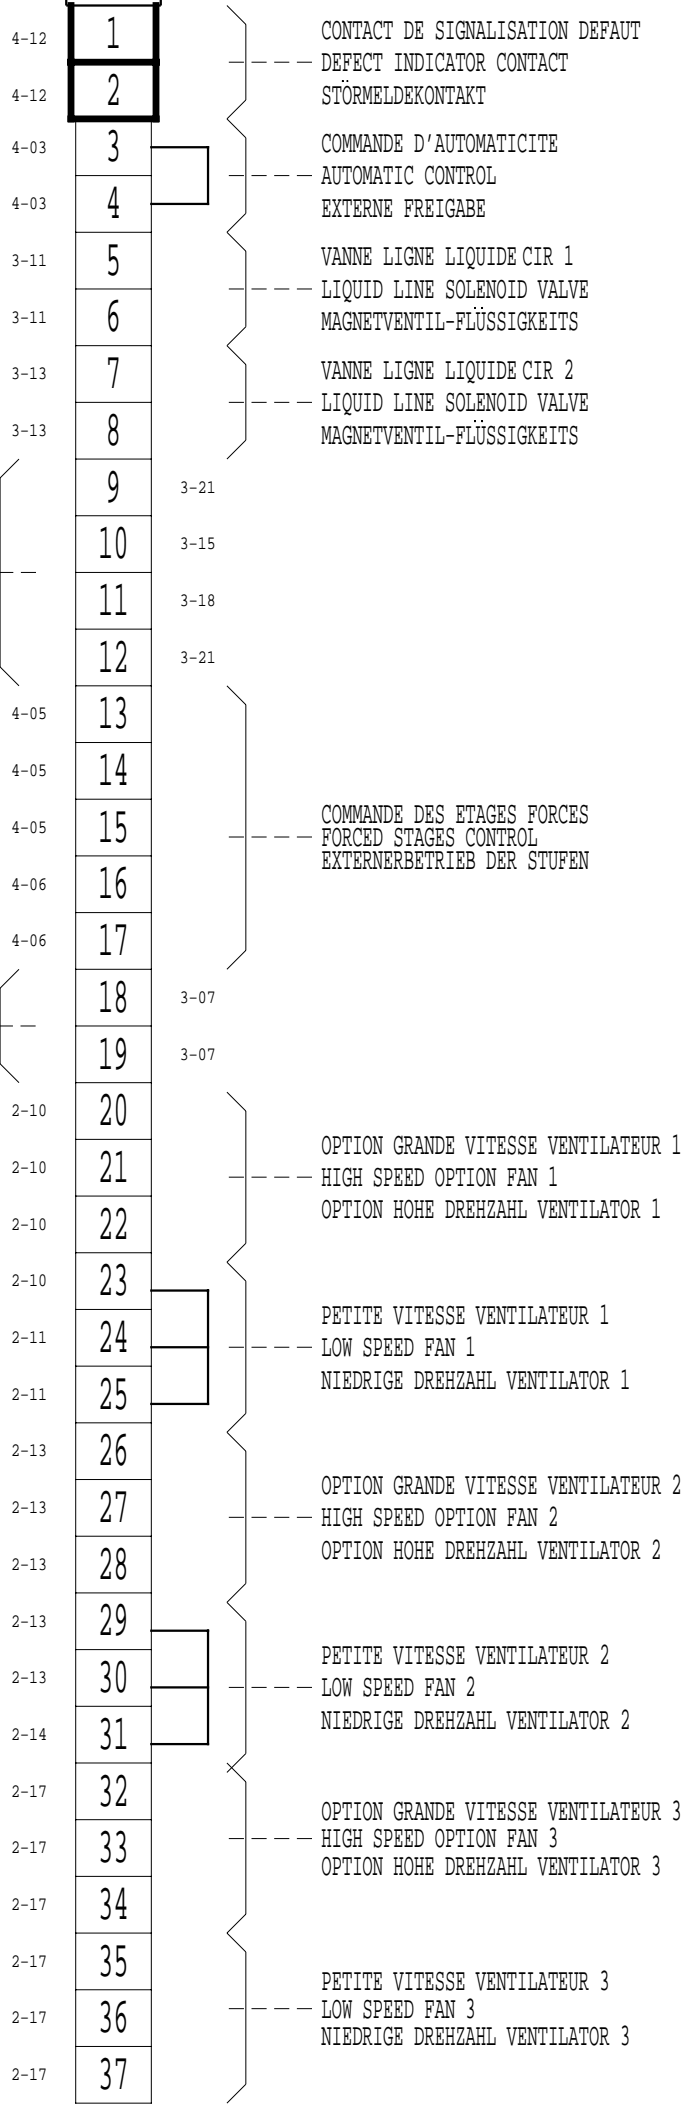 4-12 1 CONTACT DE SIGNALISATION DEFAUT
DEFECT INDICATOR CONTACT
4-12 2 STÖRMELDEKONTAKT
4-03 3 COMMANDE D'AUTOMATICITE
AUTOMATIC CONTROL
4-03 4 EXTERNE FREIGABE
3-11 5 VANNE LIGNE LIQUIDE CIR 1
LIQUID LINE SOLENOID VALVE
3-11 6 MAGNETVENTIL-FLÜSSIGKEITS
3-13 7 VANNE LIGNE LIQUIDE CIR 2
LIQUID LINE SOLENOID VALVE
3-13 8 MAGNETVENTIL-FLÜSSIGKEITS
9 3-21
10 3-15
11 3-18
12 3-21
4-05 13
4-05 14
COMMANDE DES ETAGES FORCES
4-05 15 FORCED STAGES CONTROL
EXTERNERBETRIEB DER STUFEN
4-06 16
4-06 17
18 3-07
19 3-07
2-10 20
OPTION GRANDE VITESSE VENTILATEUR 1
2-10 21 HIGH SPEED OPTION FAN 1
OPTION HOHE DREHZAHL VENTILATOR 1
2-10 22
2-10 23
PETITE VITESSE VENTILATEUR 1
2-11 24 LOW SPEED FAN 1
NIEDRIGE DREHZAHL VENTILATOR 1
2-11 25
2-13 26
OPTION GRANDE VITESSE VENTILATEUR 2
2-13 27 HIGH SPEED OPTION FAN 2
OPTION HOHE DREHZAHL VENTILATOR 2
2-13 28
2-13 29
PETITE VITESSE VENTILATEUR 2
2-13 30 LOW SPEED FAN 2
NIEDRIGE DREHZAHL VENTILATOR 2
2-14 31
2-17 32
OPTION GRANDE VITESSE VENTILATEUR 3
2-17 33 HIGH SPEED OPTION FAN 3
OPTION HOHE DREHZAHL VENTILATOR 3
2-17 34
2-17 35
PETITE VITESSE VENTILATEUR 3
2-17 36 LOW SPEED FAN 3
NIEDRIGE DREHZAHL VENTILATOR 3
2-17 37